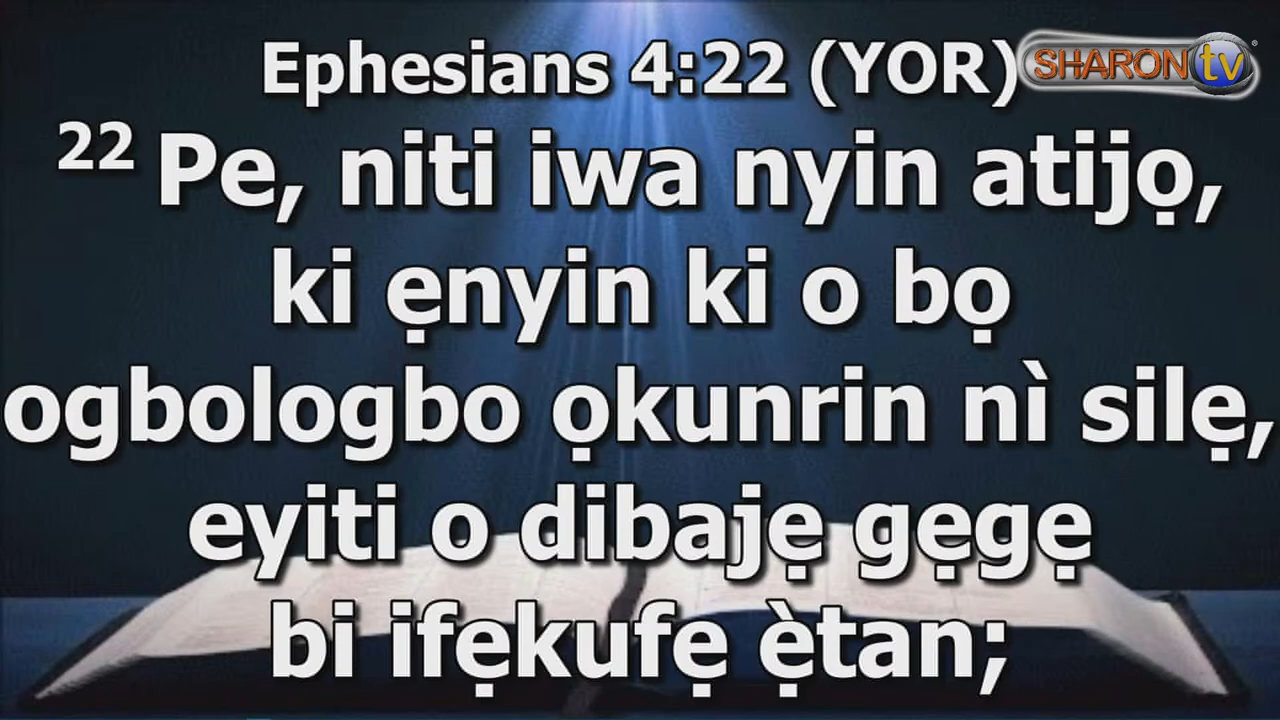 Ephesians 4:22 (YOR)
SHARON tv
22 Pe, niti iwa nyin atijọ,
ki ẹnyin ki o bọ
ogbologbo ọkunrin nì silẹ,
eyiti o dibajẹ gẹgẹ
bi ifẹkufẹ ẹ̀tan;